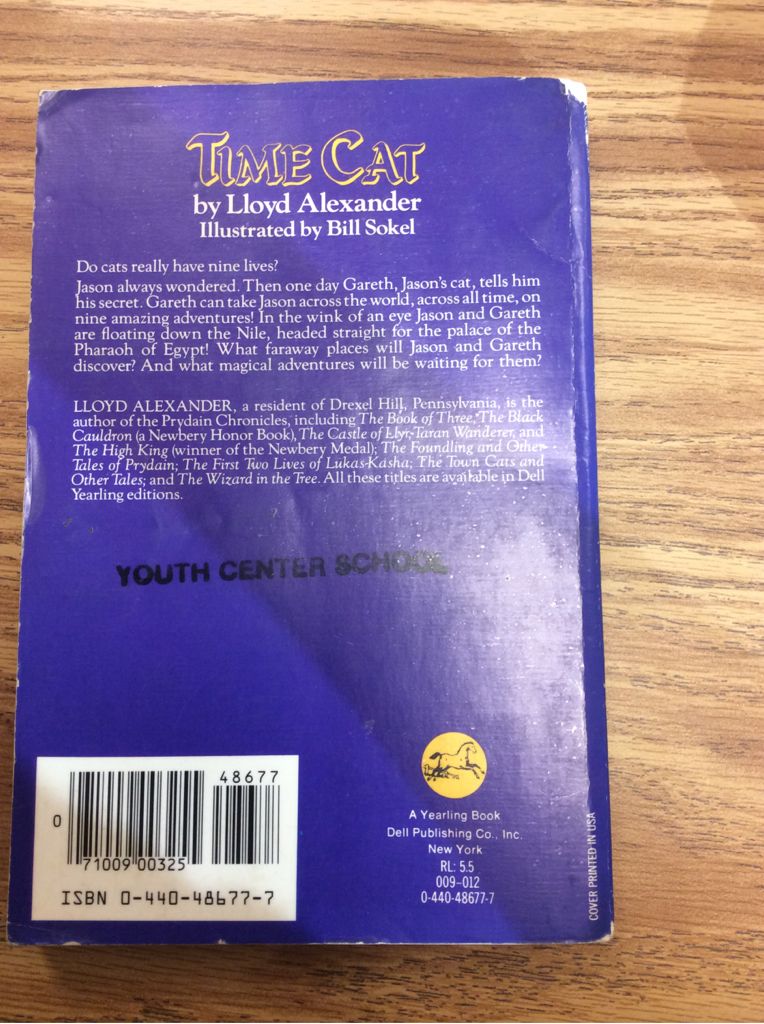 TIME CAT
by Lloyd Alexander
Illustrated by Bill Sokel
Do cats really have nine lives?
Jason always wondered. Then one day Gareth, Jason's cat, tells him
his secret. Gareth can take Jason across the world, across all time, on
nine amazing adventures! In the wink of an eye Jason and Gareth
are floating down the Nile, headed straight for the palace of the
Pharaoh of Egypt! What faraway places will Jason and Gareth
discover? And what magical adventures will be waiting for them?
LLOYD ALEXANDER, a resident of Drexel Hill, Pennsylvania, is the
author of the Prydain Chronicles, including The Book of Three, The Black
Cauldron (a Newbery Honor Book), The Castle of Llyr, Taran Wanderer, and
The High King (winner of the Newbery Medal); The Foundling and Other
Tales of Prydain; The First Two Lives of Lukas-Kasha; The Town Cats and
Other Tales; and The Wizard in the Tree. All these titles are available in Dell
Yearling editions.
YOUTH CENTER SCHOOL
48677
0
71009 00325
ISBN 0-440-48677-7
A Yearling Book
Dell Publishing Co., Inc.
New York
RL: 5.5
009-012
0-440-48677-7
COVER PRINTED IN USA